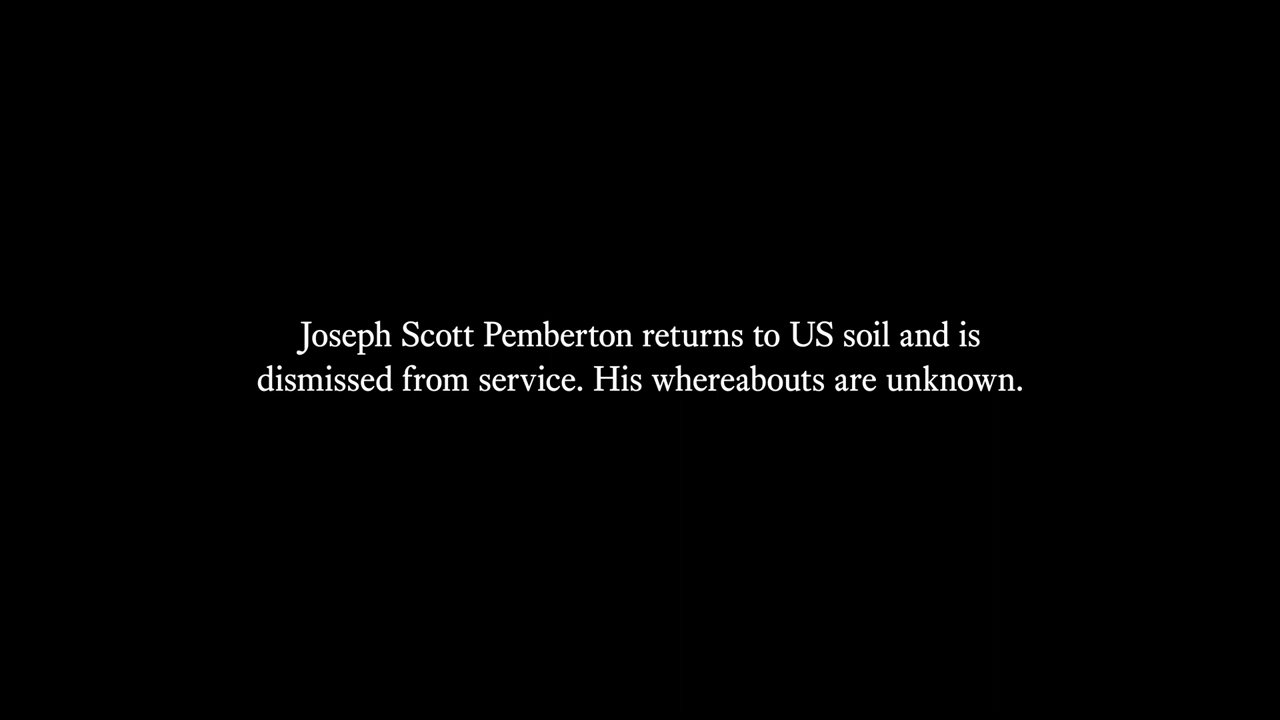 Joseph Scott Pemberton returns to US soil and is
dismissed from service. His whereabouts are unknown.